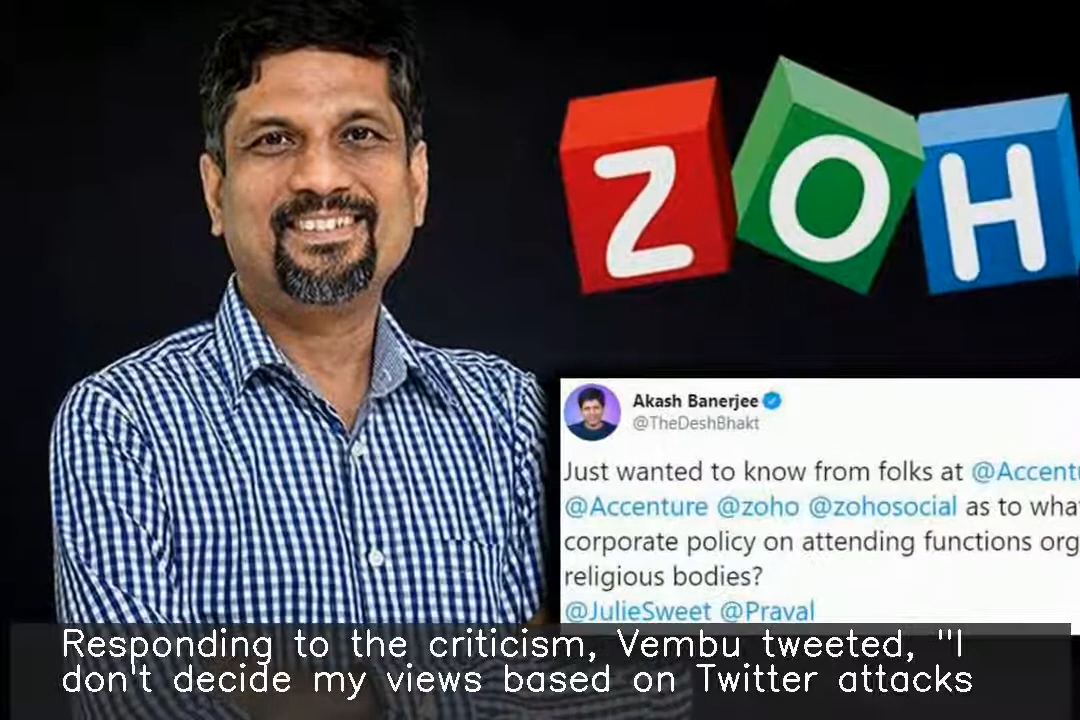 ZOH
Akash Banerjee
@TheDeshBhakt
Just wanted to know from folks at
@Accenture @zoho @zohosocial as to
corporate policy on attending functions
religious bodies?
@JulieSweet @Praval
Responding to the criticism, Vembu tweeted, "I
don't decide my views based on Twitter attacks